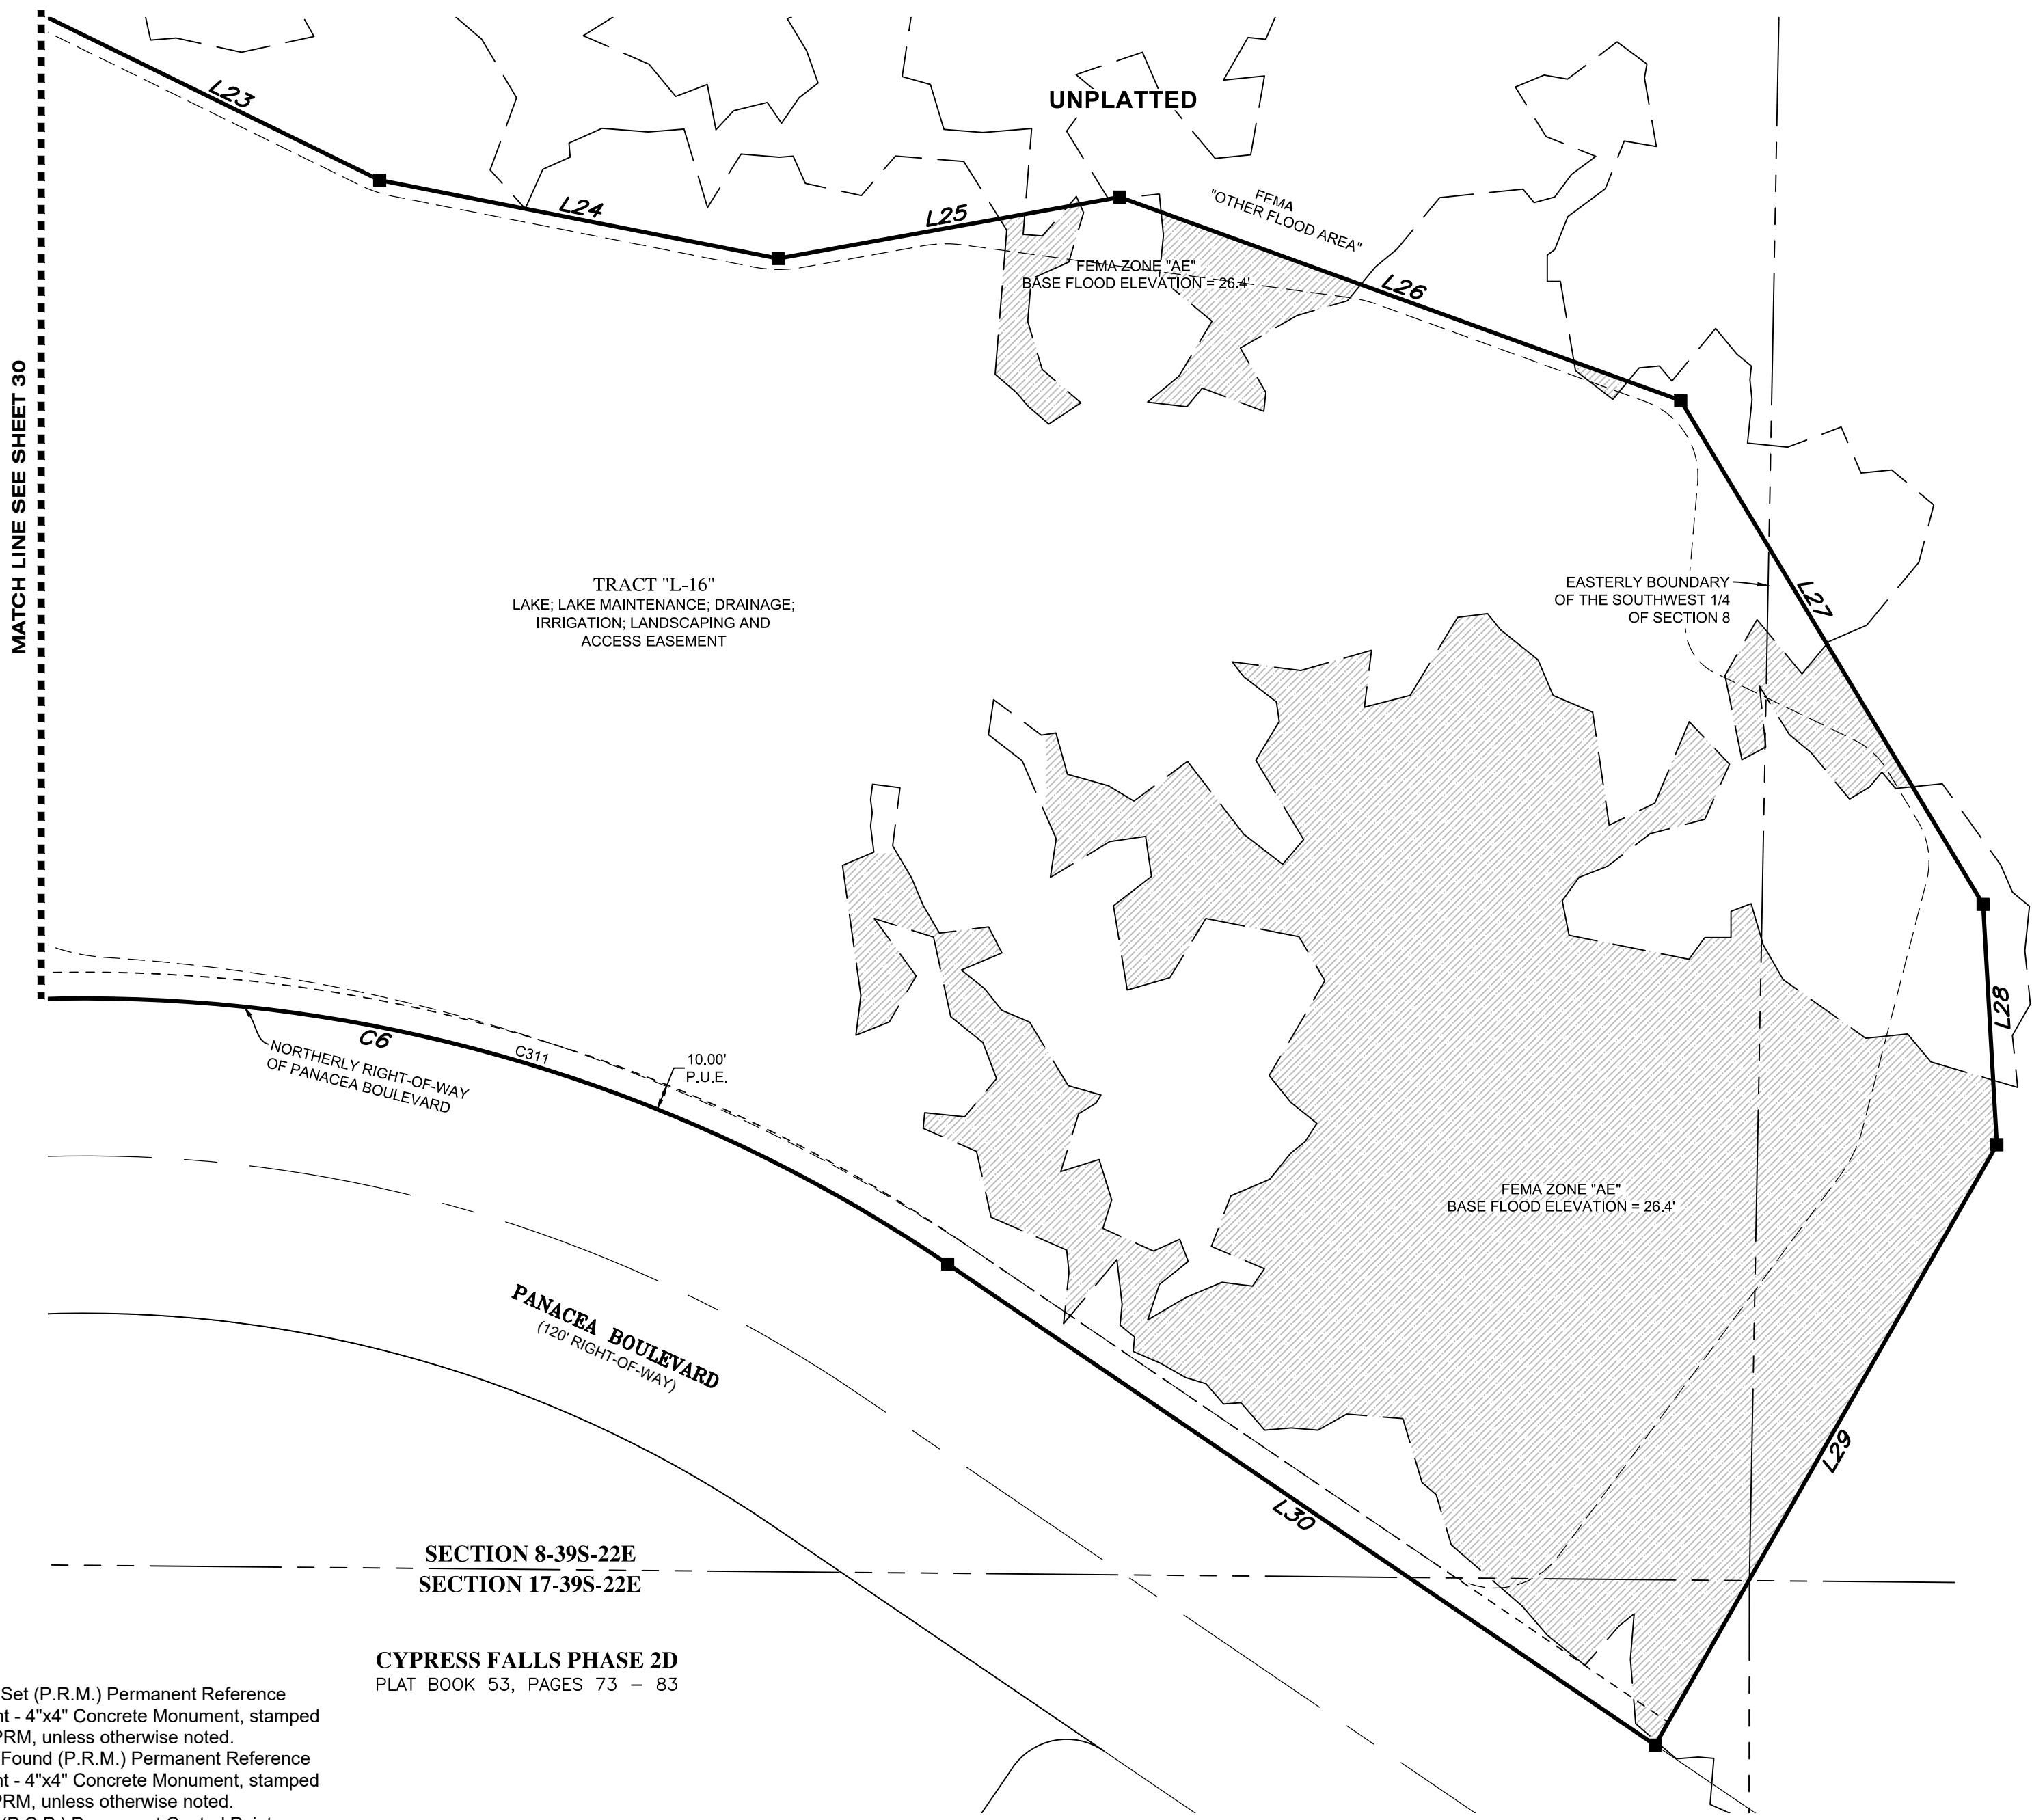 L23
UNPLATTED
L24
L25
FEMA
"OTHER FLOOD AREA"
FEMA ZONE "AE"
BASE FLOOD ELEVATION = 26.4'
L26
MATCH LINE SEE SHEET 30
TRACT "L-16"
LAKE; LAKE MAINTENANCE; DRAINAGE;
IRRIGATION; LANDSCAPING AND
ACCESS EASEMENT
EASTERLY BOUNDARY
OF THE SOUTHWEST 1/4
OF SECTION 8
L27
L28
C6
C311
NORTHERLY RIGHT-OF-WAY
OF PANACEA BOULEVARD
10.00'
P.U.E.
FEMA ZONE "AE"
BASE FLOOD ELEVATION = 26.4'
PANACEA BOULEVARD
(120' RIGHT-OF-WAY)
L29
L30
SECTION 8-39S-22E
SECTION 17-39S-22E
CYPRESS FALLS PHASE 2D
PLAT BOOK 53, PAGES 73 – 83
Set (P.R.M.) Permanent Reference
nt - 4"x4" Concrete Monument, stamped
PRM, unless otherwise noted.
Found (P.R.M.) Permanent Reference
nt - 4"x4" Concrete Monument, stamped
PRM, unless otherwise noted.